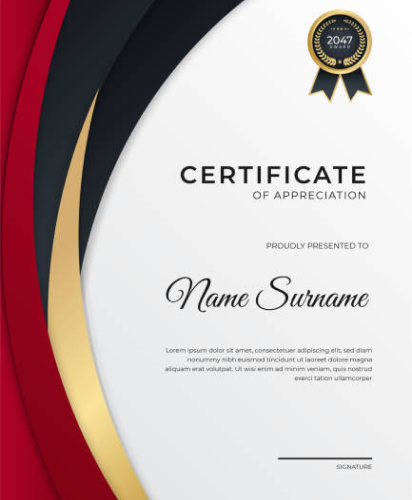 2047
AWARD
CERTIFICATE
OF APPRECIATION
PROUDLY PRESENTED TO
Name Surname
Lorem ipsum dolor sit amet, consectetuer adipiscing elit, sed diam
nonummy nibh euismod tincidunt ut laoreet dolore magna
aliquam erat volutpat. Ut wisi enim ad minim veniam, quis nostrud
exerci tation ullamcorper
SIGNATURE